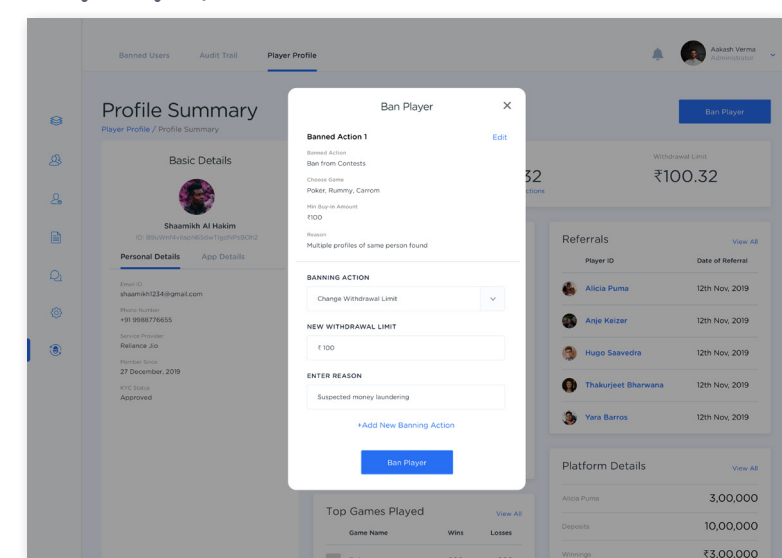 Banned Users Audit Trail Player Profile
Aakash Verma
Administrator
Profile Summary
Player Profile / Profile Summary
Ban Player
Basic Details
Shaamikh Al Hakim
Personal Details App Details
Email ID
shaamikh1234@gmail.com
Phone Number
+91 9988776655
Service Provider
Reliance Jio
Member Since
27 December, 2019
KYC Status
Approved
Ban Player
Banned Action 1 Edit
Banned Action
Ban from Contests
Choose Game
Poker, Rummy, Carrom
Min Buy-in Amount
₹100
Reason
Multiple profiles of same person found
BANNING ACTION
Change Withdrawal Limit
NEW WITHDRAWAL LIMIT
₹ 100
ENTER REASON
Suspected money laundering
+Add New Banning Action
Ban Player
32
Withdrawal Limit
₹100.32
Referrals View All
Player ID Date of Referral
Alicia Puma 12th Nov, 2019
Anje Keizer 12th Nov, 2019
Hugo Saavedra 12th Nov, 2019
Thakurjeet Bharwana 12th Nov, 2019
Yara Barros 12th Nov, 2019
Top Games Played View All
Game Name Wins Losses
Platform Details View All
Alicia Puma 3,00,000
Deposits 10,00,000
Winnings ₹3,00,000